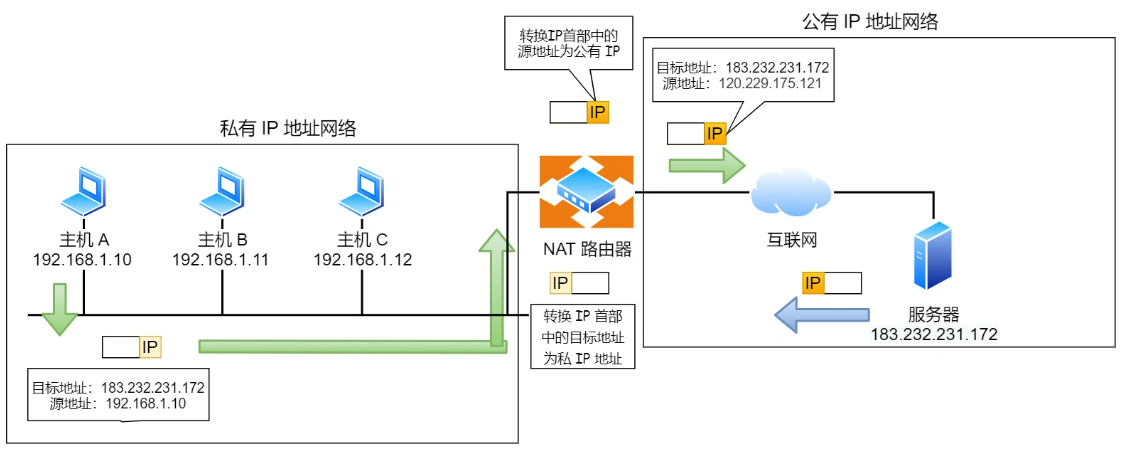 公有 IP 地址网络
转换IP首部中的
源地址为公有 IP
目标地址：183.232.231.172
源地址：120.229.175.121
IP
IP
私有 IP 地址网络
主机 A
192.168.1.10
主机 B
192.168.1.11
主机 C
192.168.1.12
NAT 路由器
互联网
IP
IP
服务器
183.232.231.172
转换 IP 首部
中的目标地址
为私 IP 地址
IP
目标地址：183.232.231.172
源地址：192.168.1.10